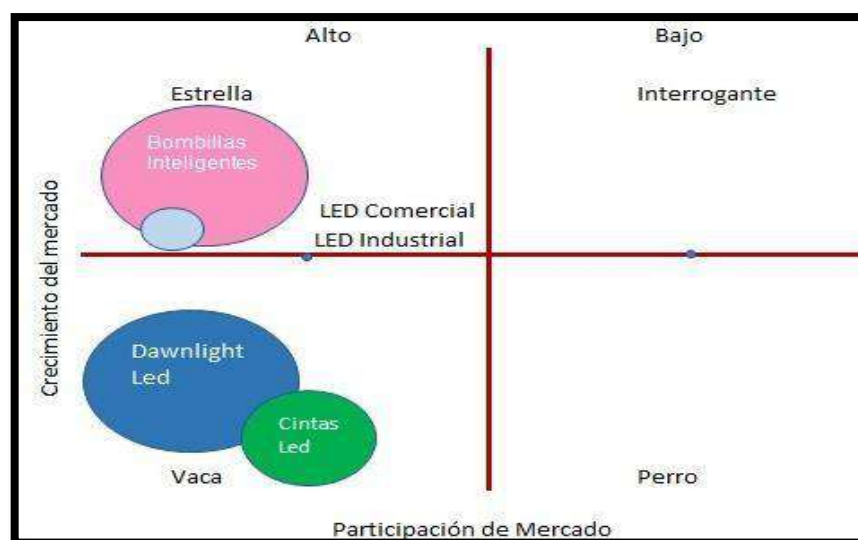 Alto
Bajo
Estrella
Interrogante
Bombillas
Inteligentes
LED Comercial
LED Industrial
Crecimiento del mercado
Dawnlight
Led
Cintas
Led
Vaca
Perro
Participación de Mercado